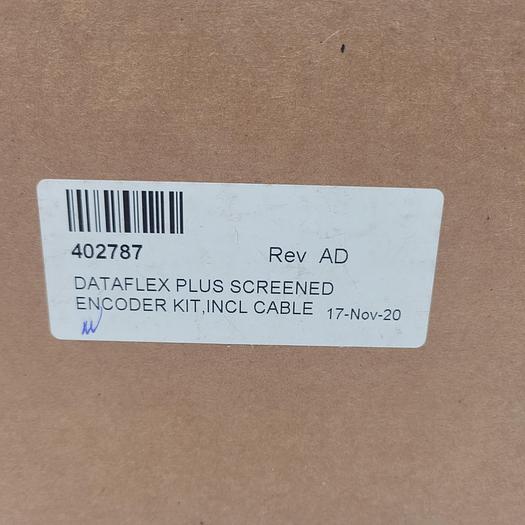 402787 Rev AD
DATAFLEX PLUS SCREENED
ENCODER KIT,INCL CABLE 17-Nov-20